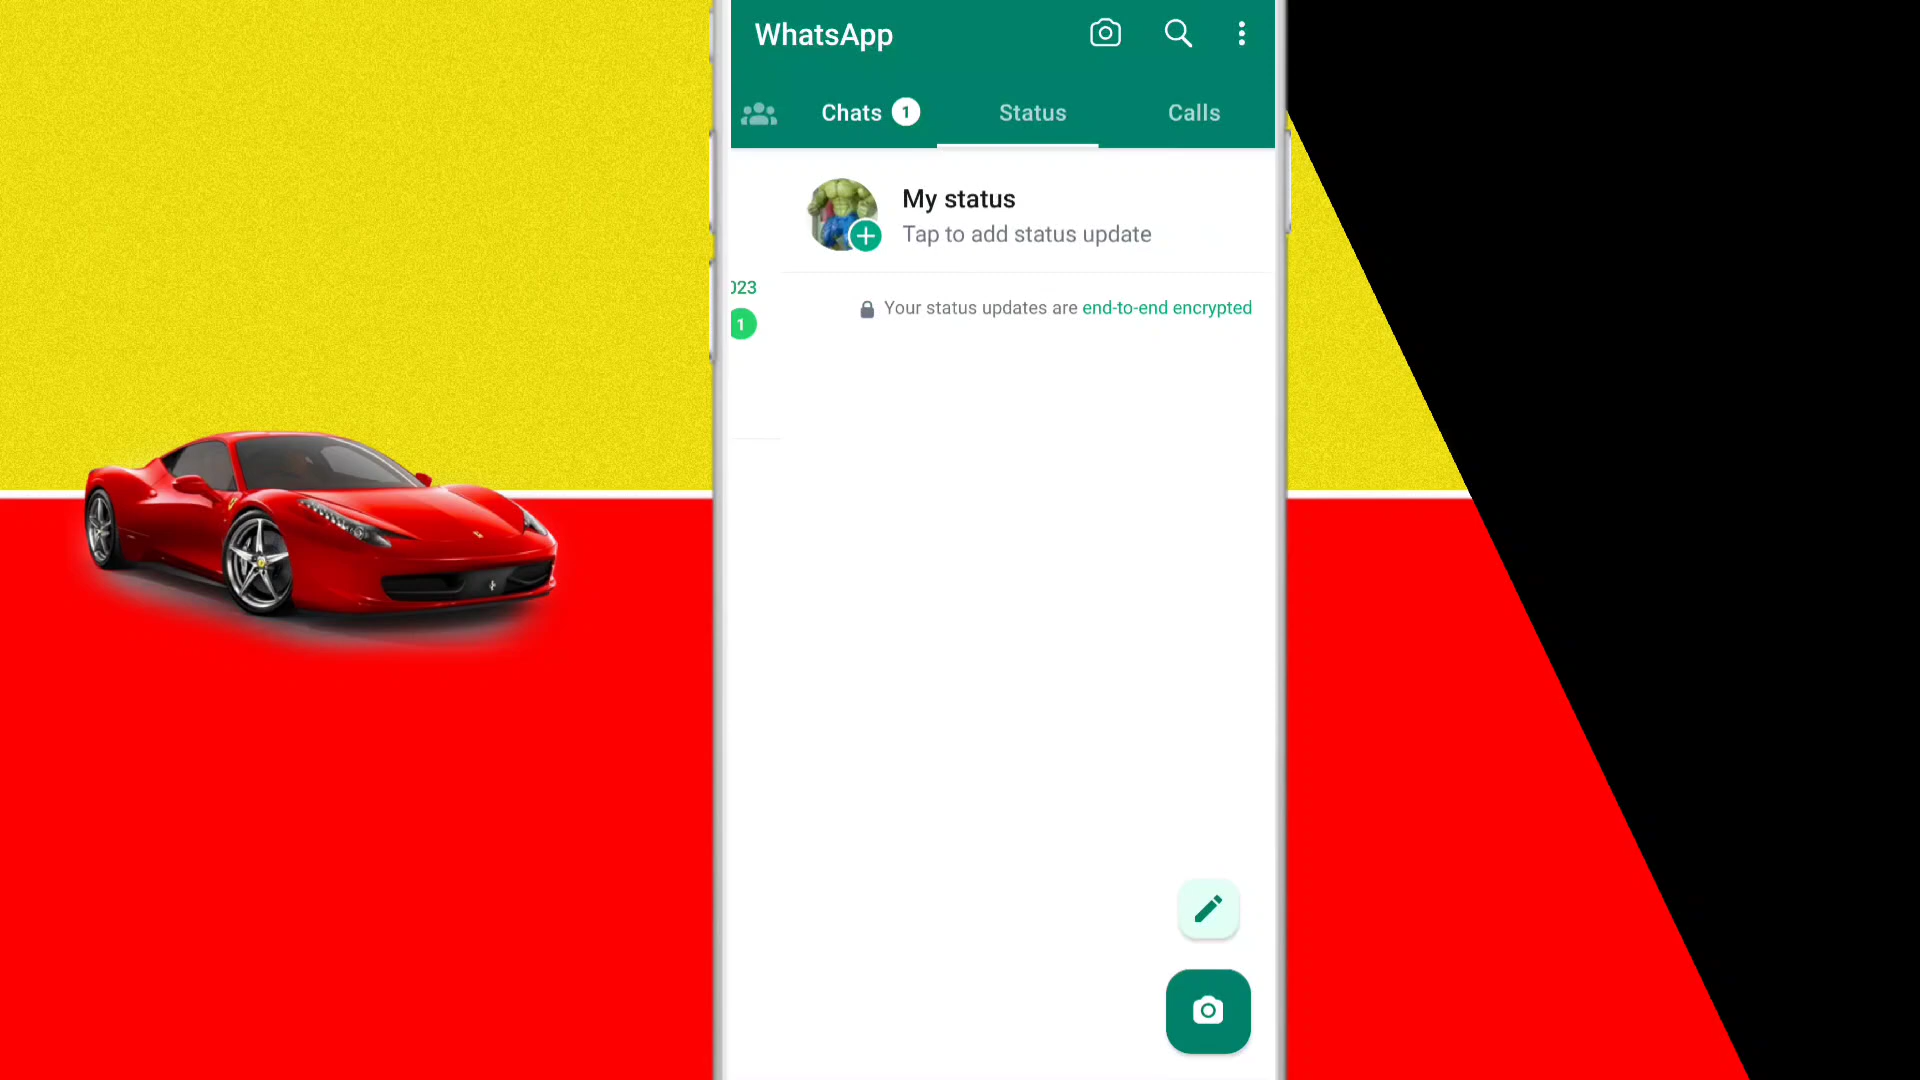 WhatsApp
Chats 1 Status Calls
My status
Tap to add status update
023
1
Your status updates are end-to-end encrypted